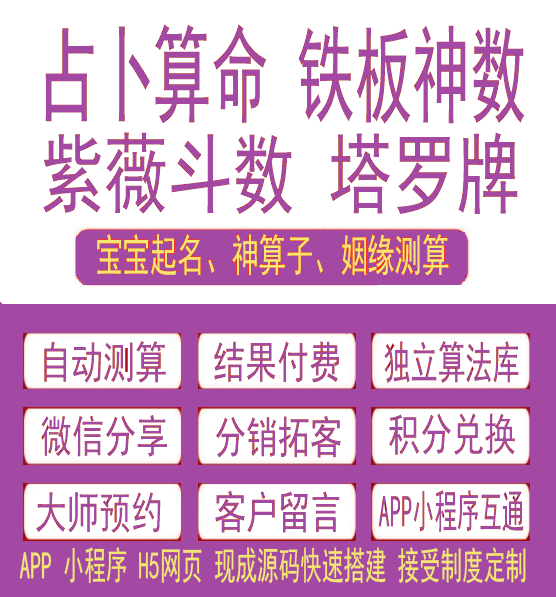 占卜算命 铁板神数
紫薇斗数 塔罗牌
宝宝起名、神算子、姻缘测算
自动测算 结果付费 独立算法库
微信分享 分销拓客 积分兑换
大师预约 客户留言 APP小程序互通
APP 小程序 H5网页 现成源码快速搭建 接受制度定制